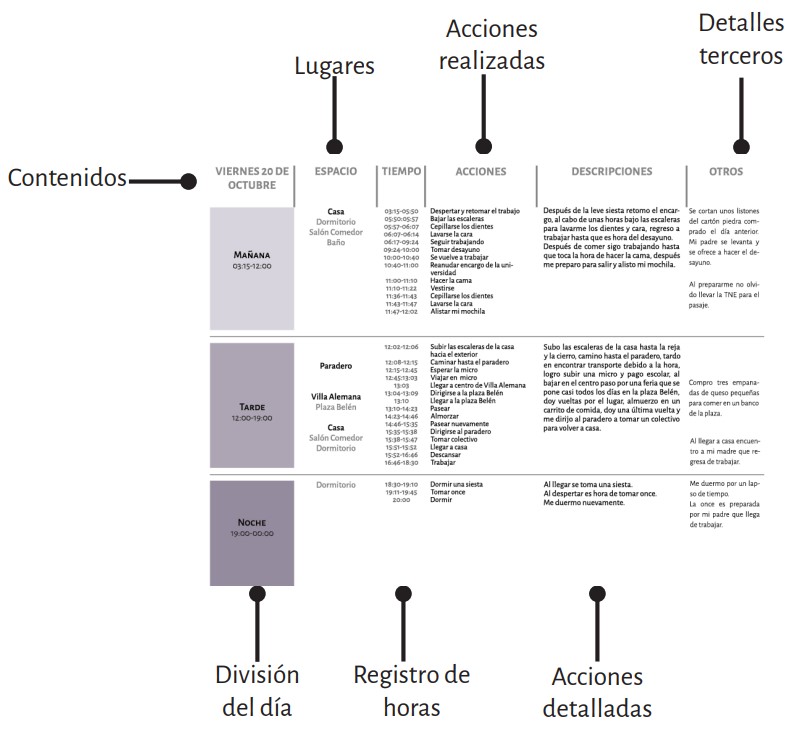 Acciones
realizadas
Detalles
terceros
Lugares
Contenidos
VIERNES 20 DE
OCTUBRE
ESPACIO
TIEMPO
ACCIONES
DESCRIPCIONES
OTROS
MAÑANA
03:15-12:00
Casa
Dormitorio
Salón Comedor
Baño
03:15-05:50
05:50:05:57
05:57-06:07
06:07-06:14
06:17-09:24
09:24-10:00
10:00-10:40
10:40-11:00
11:00-11:10
11:10-11:22
11:36-11:43
11:43-11:47
11:47-12:02
Despertar y retomar el trabajo
Bajar las escaleras
Cepillarse los dientes
Lavarse la cara
Seguir trabajando
Tomar desayuno
Se vuelve a trabajar
Reanudar encargo de la uni-
versidad
Hacer la cama
Vestirse
Cepillarse los dientes
Lavarse la cara
Alistar mi mochila
Después de la leve siesta retomo el encar-
go, al cabo de unas horas bajo las escaleras
para lavarme los dientes y cara, regreso a
trabajar hasta que es hora del desayuno.
Después de comer sigo trabajando hasta
que toca la hora de hacer la cama, después
me preparo para salir y alisto mi mochila.
Se cortan unos listones
del cartón piedra com-
prado el día anterior.
Mi padre se levanta y
se ofrece a hacer el de-
sayuno.
Al prepararme no olvi-
do llevar la TNE para el
pasaje.
TARDE
12:00-19:00
Paradero
Villa Alemana
Plaza Belén
Casa
Salón Comedor
Dormitorio
12:02-12:06
12:08-12:15
12:15-12:45
12:45:13:03
13:03
13:04-13:09
13:10
13:10-14:23
14:23-14:46
14:46-15:35
15:35-15:38
15:38-15:47
15:51-15:52
15:52-16:46
16:46-18:30
Subir las escaleras de la casa
hacia el exterior
Caminar hasta el paradero
Esperar la micro
Viajar en micro
Llegar a centro de Villa Alemana
Dirigirse a la plaza Belén
Llegar a la plaza Belén
Pasear
Almorzar
Pasear nuevamente
Dirigirse al paradero
Tomar colectivo
Llegar a casa
Descansar
Trabajar
Subo las escaleras de la casa hasta la reja
y la cierro, camino hasta el paradero, tardo
en encontrar transporte debido a la hora,
logro subir una micro y pago escolar, al
bajar en el centro paso por una feria que se
pone casi todos los días en la plaza Belén,
doy vueltas por el lugar, almuerzo en un
carrito de comida, doy una última vuelta y
me dirijo al paradero a tomar un colectivo
para volver a casa.
Compro tres empana-
das de queso pequeñas
para comer en un banco
de la plaza.
Al llegar a casa encuen-
tro a mi madre que re-
gresa de trabajar.
NOCHE
19:00-00:00
Dormitorio
18:30-19:10
19:11-19:45
20:00
Dormir una siesta
Tomar once
Dormir
Al llegar se toma una siesta.
Al despertar es hora de tomar once.
Me duermo nuevamente.
Me duermo por un lap-
so de tiempo.
La once es preparada
por mi padre que llega
de trabajar.
División
del día
Registro de
horas
Acciones
detalladas